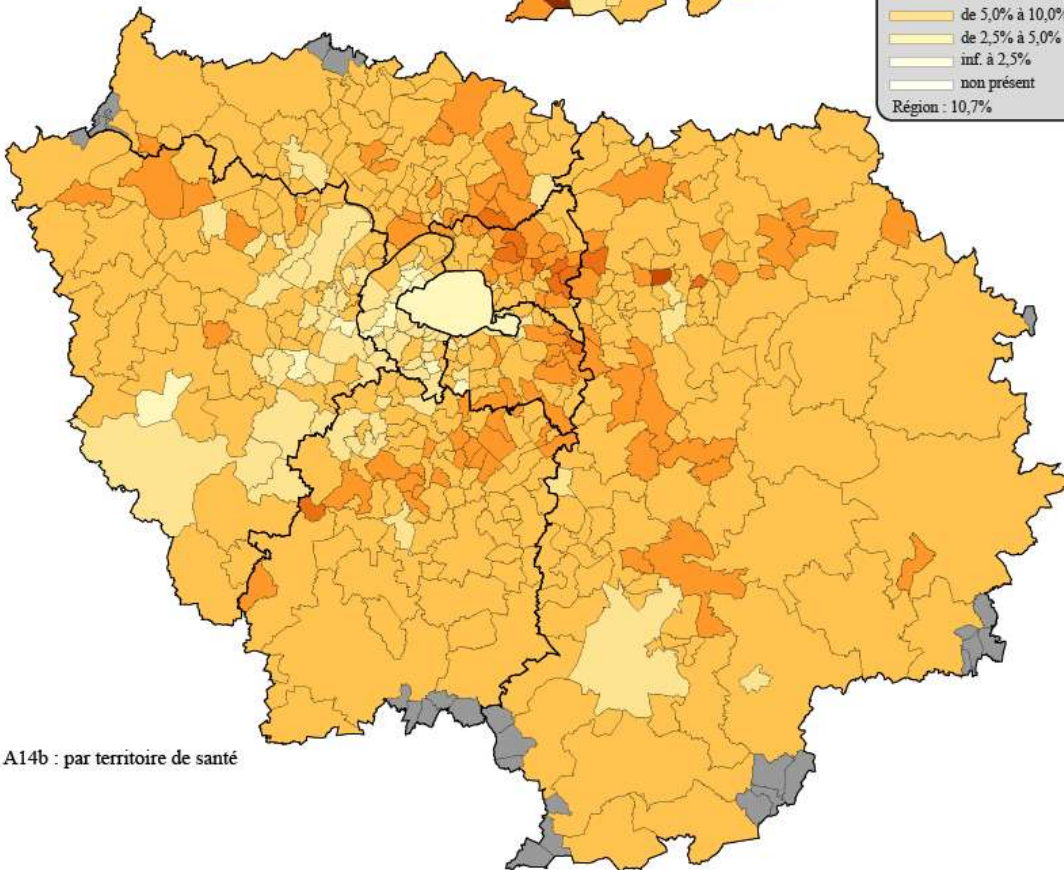 de 5,0% à 10,0%
de 2,5% à 5,0%
inf. à 2,5%
non présent
Région : 10,7%
A14b : par territoire de santé